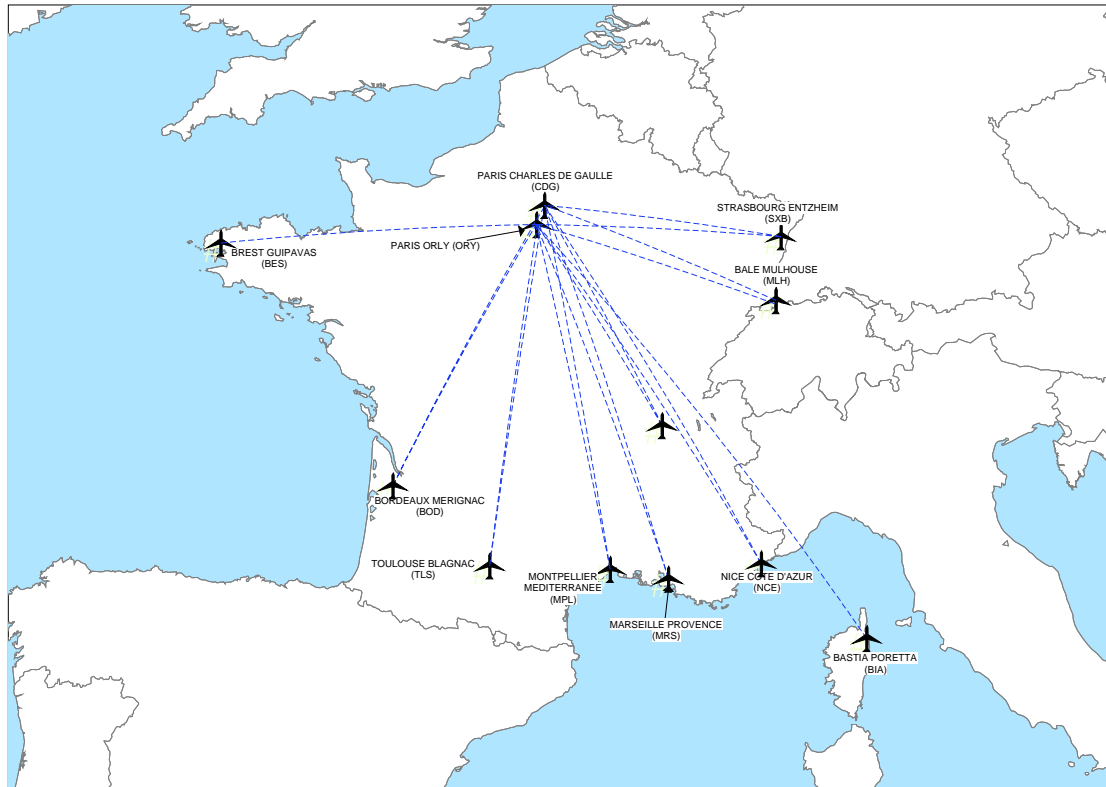 PARIS CHARLES DE GAULLE
(CDG)
STRASBOURG ENTZHEIM
(SXB)
PARIS ORLY (ORY)
BREST GUIPAVAS
(BES)
BALE MULHOUSE
(MLH)
BORDEAUX MERIGNAC
(BOD)
TOULOUSE BLAGNAC
(TLS)
MONTPELLIER
MEDITERRANEE
(MPL)
NICE COTE D'AZUR
(NCE)
MARSEILLE PROVENCE
(MRS)
BASTIA PORETTA
(BIA)